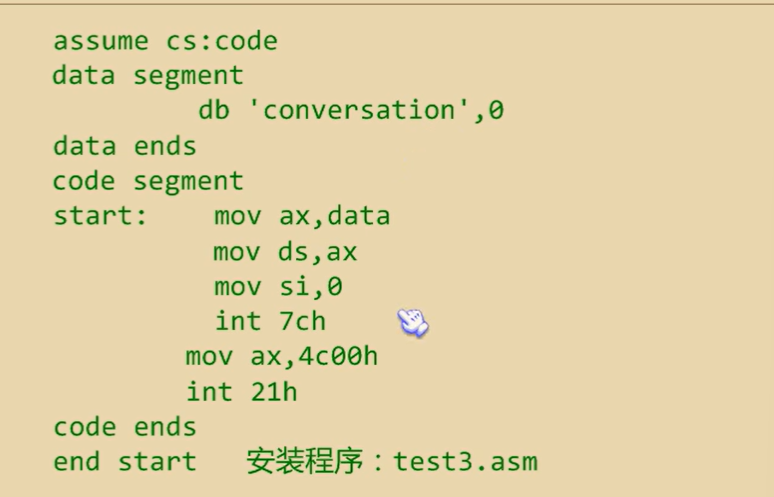 assume cs:code
data segment
db 'conversation',0
data ends
code segment
start: mov ax,data
mov ds,ax
mov si,0
int 7ch
mov ax,4c00h
int 21h
code ends
end start 安装程序：test3.asm